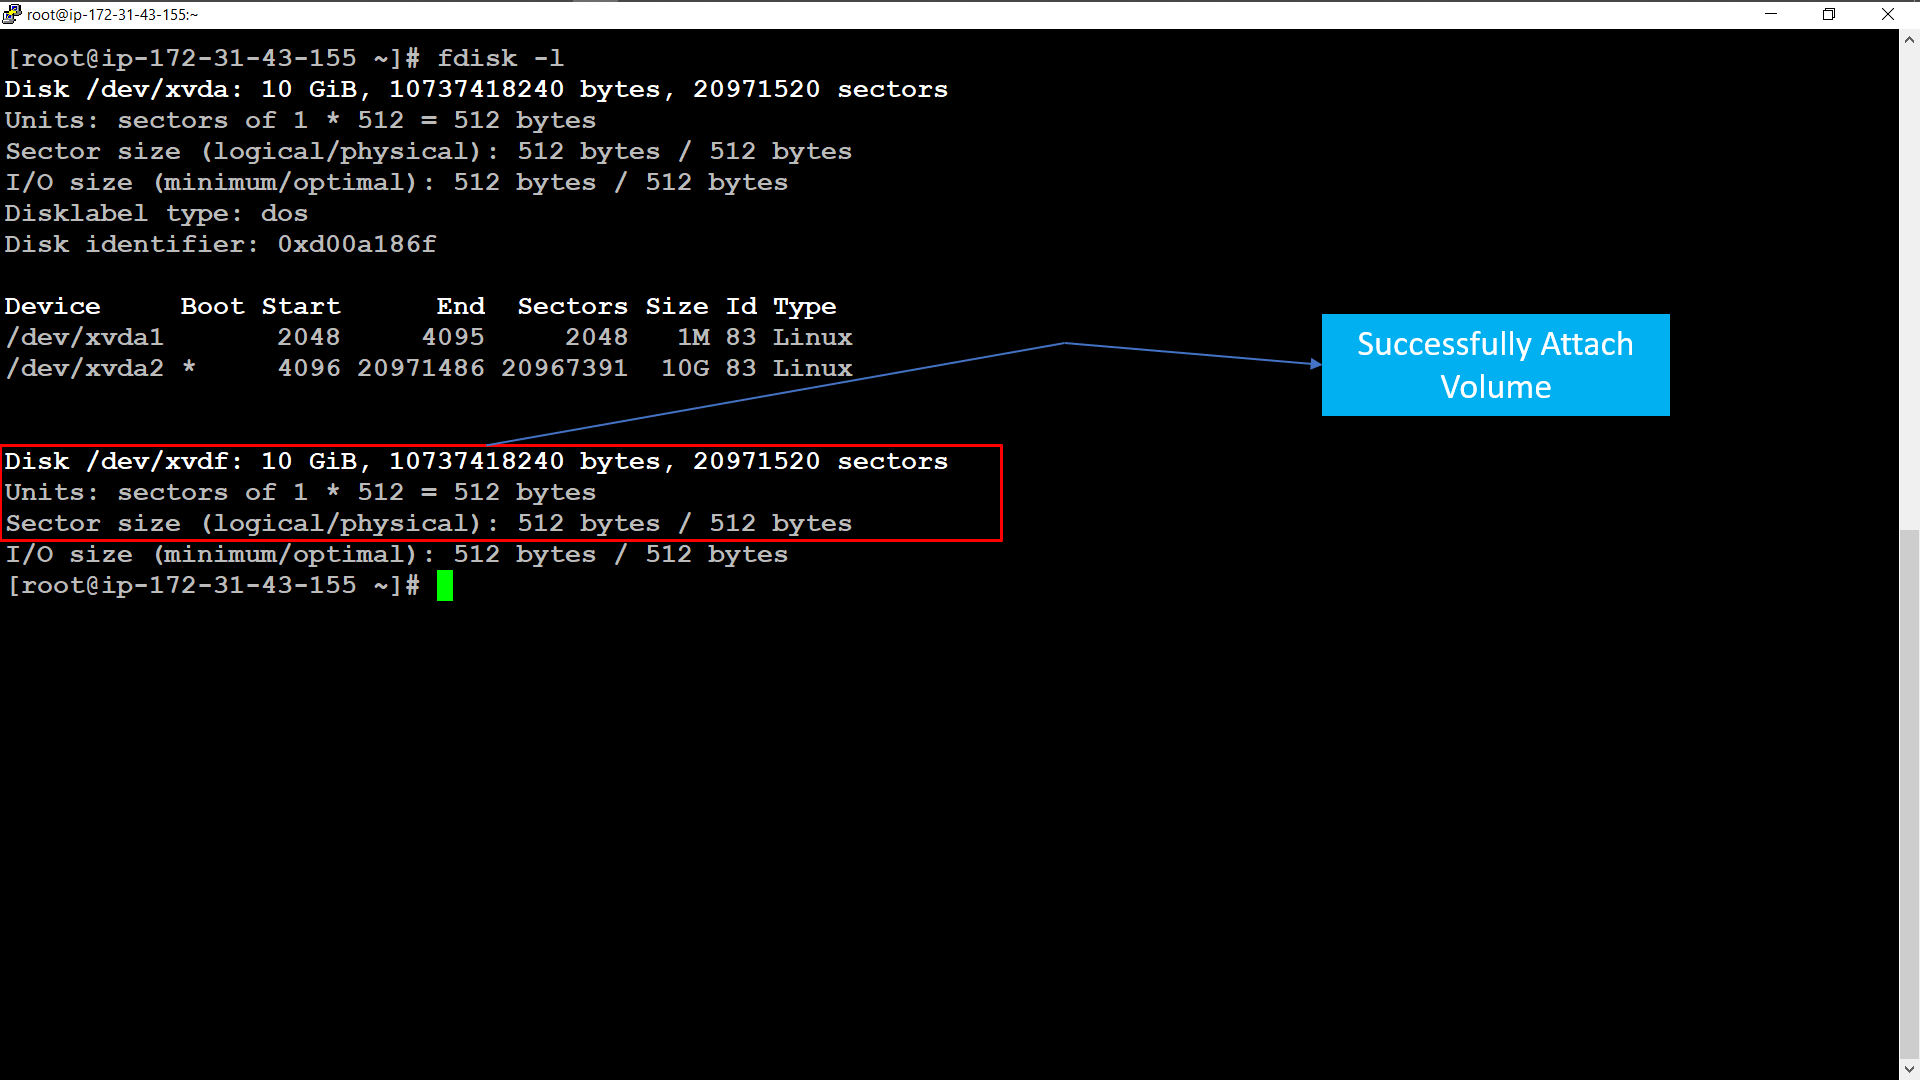 root@ip-172-31-43-155:~
[root@ip-172-31-43-155 ~]# fdisk -l
Disk /dev/xvda: 10 GiB, 10737418240 bytes, 20971520 sectors
Units: sectors of 1 * 512 = 512 bytes
Sector size (logical/physical): 512 bytes / 512 bytes
I/O size (minimum/optimal): 512 bytes / 512 bytes
Disklabel type: dos
Disk identifier: 0xd00a186f
Device     Boot Start      End  Sectors Size Id Type
/dev/xvda1       2048     4095     2048   1M 83 Linux
/dev/xvda2 *     4096 20971486 20967391  10G 83 Linux
Successfully Attach
Volume
Disk /dev/xvdf: 10 GiB, 10737418240 bytes, 20971520 sectors
Units: sectors of 1 * 512 = 512 bytes
Sector size (logical/physical): 512 bytes / 512 bytes
I/O size (minimum/optimal): 512 bytes / 512 bytes
[root@ip-172-31-43-155 ~]#